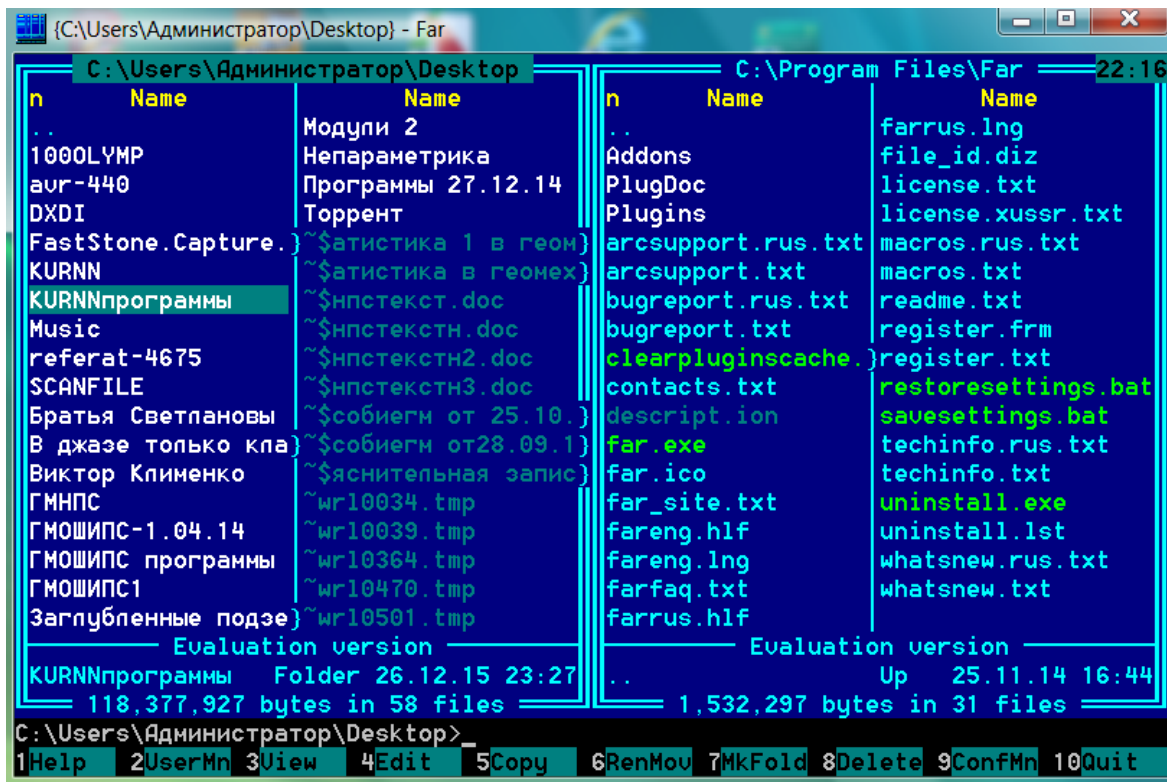 {C:\Users\Администратор\Desktop} - Far
C:\Users\Администратор\Desktop
n Name Name
..
100OLYMP
avr-440
DXDI
FastStone.Capture.}
KURNN
KURNNпрограммы
Music
referat-4675
SCANFILE
Братья Светлановы
В джазе только кла}
Виктор Клименко
ГМНПС
ГМОШИПС-1.04.14
ГМОШИПС программы
ГМОШИПС1
Заглубленные подзе}
Модули 2
Непараметрика
Программы 27.12.14
Торрент
~$атистика 1 в геом}
~$атистика в геомех}
~$нпстекст.doc
~$нпстекстн.doc
~$нпстекстн2.doc
~$нпстекстн3.doc
~$собиегм от 25.10.}
~$собиегм от28.09.1}
~$яснительная запис}
~wrl0034.tmp
~wrl0039.tmp
~wrl0364.tmp
~wrl0470.tmp
~wrl0501.tmp
Evaluation version
KURNNпрограммы Folder 26.12.15 23:27
118,377,927 bytes in 58 files
C:\Program Files\Far 22:16
n Name Name
..
Addons
PlugDoc
Plugins
arcsupport.rus.txt
arcsupport.txt
bugreport.rus.txt
bugreport.txt
clearpluginscache.}
contacts.txt
descript.ion
far.exe
far.ico
far_site.txt
fareng.hlf
fareng.lng
farfaq.txt
farrus.hlf
farrus.lng
file_id.diz
license.txt
license.xussr.txt
macros.rus.txt
macros.txt
readme.txt
register.frm
register.txt
restoresettings.bat
savesettings.bat
techinfo.rus.txt
techinfo.txt
uninstall.exe
uninstall.lst
whatsnew.rus.txt
whatsnew.txt
Evaluation version
.. Up 25.11.14 16:44
1,532,297 bytes in 31 files
C:\Users\Администратор\Desktop>_
1Help 2UserMn 3View 4Edit 5Copy 6RenMov 7MkFold 8Delete 9ConfMn 10Quit